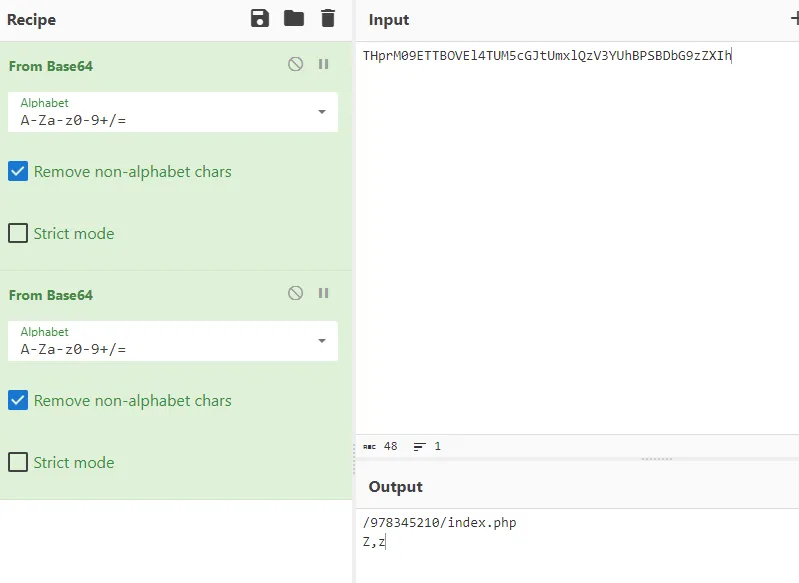 Recipe
From Base64
Alphabet
A-Za-z0-9+/=
Remove non-alphabet chars
Strict mode
From Base64
Alphabet
A-Za-z0-9+/=
Remove non-alphabet chars
Strict mode
Input
THprM09ETTBOVEl4TUM5cGJtUmxlQzV3YUhBPSBDbG9zZXIh
ABC 48 1
Output
/978345210/index.php
Z,z